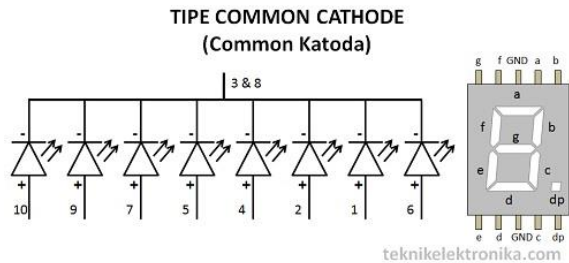 TIPE COMMON CATHODE
(Common Katoda)
3 & 8
- - - - - - - -
+ + + + + + + +
10 9 7 5 4 2 1 6
g f GND a b
a
f b
g
e c
d
dp
e d GND c dp
teknikelektronika.com